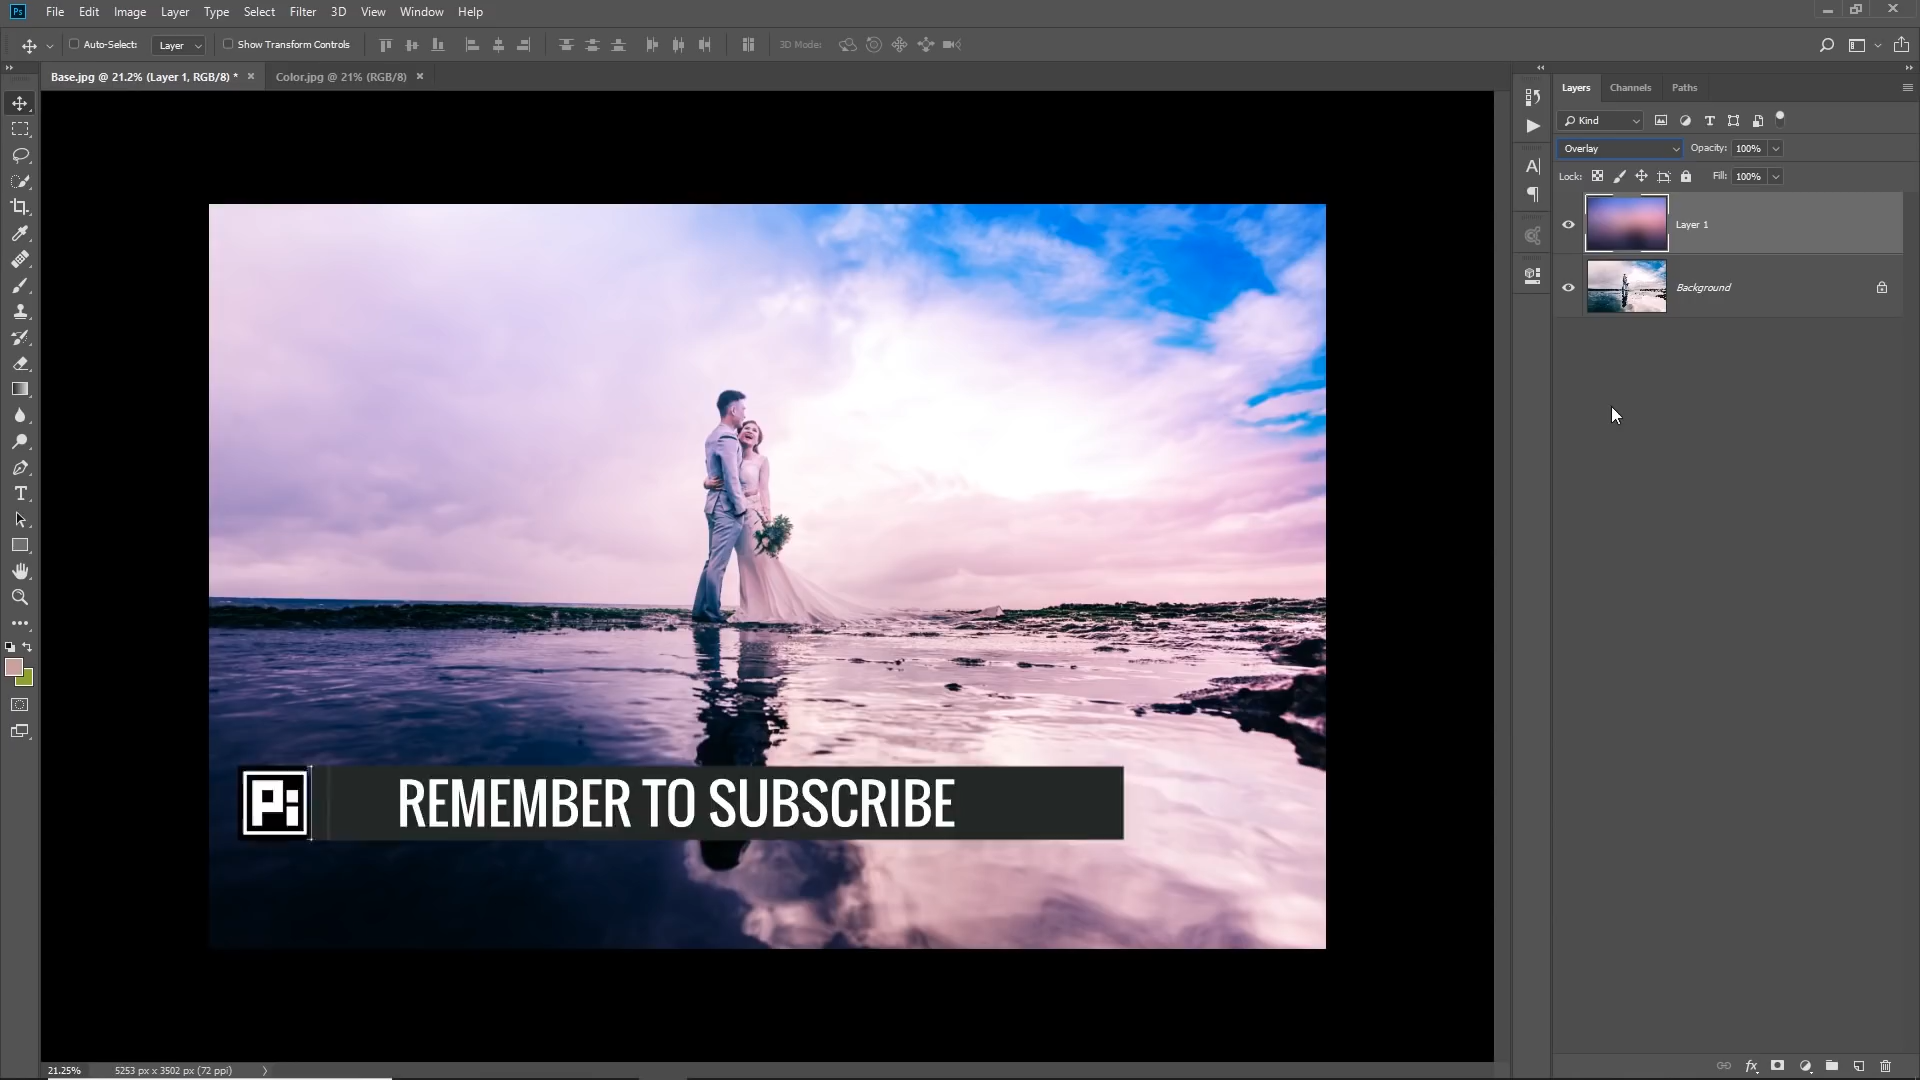 Ps File Edit Image Layer Type Select Filter 3D View Window Help
Auto-Select: Layer Show Transform Controls 3D Mode:
Base.jpg @ 21.2% (Layer 1, RGB/8) * Color.jpg @ 21% (RGB/8)
Layers Channels Paths
Kind
Overlay Opacity: 100%
Lock: Fill: 100%
Layer 1
Background
Pi REMEMBER TO SUBSCRIBE
21.25% 5253 px x 3502 px (72 ppi)